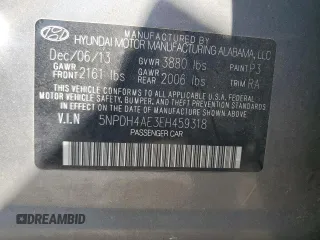 MANUFACTURED BY
HYUNDAI MOTOR MANUFACTURING ALABAMA, LLC
Dec/06/13 GVWR 3880 lbs PAINT P3
GAWR FRONT 2161 lbs GAWR REAR 2006 lbs TRIM RA
THIS VEHICLE CONFORMS TO ALL APPLICABLE U.S. FEDERAL
MOTOR VEHICLE SAFETY, BUMPER, AND THEFT PREVENTION
STANDARDS IN EFFECT ON THE DATE OF MANUFACTURE
SHOWN ABOVE.
V.I.N 5NPDH4AE3EH459318
PASSENGER CAR
DREAMBID